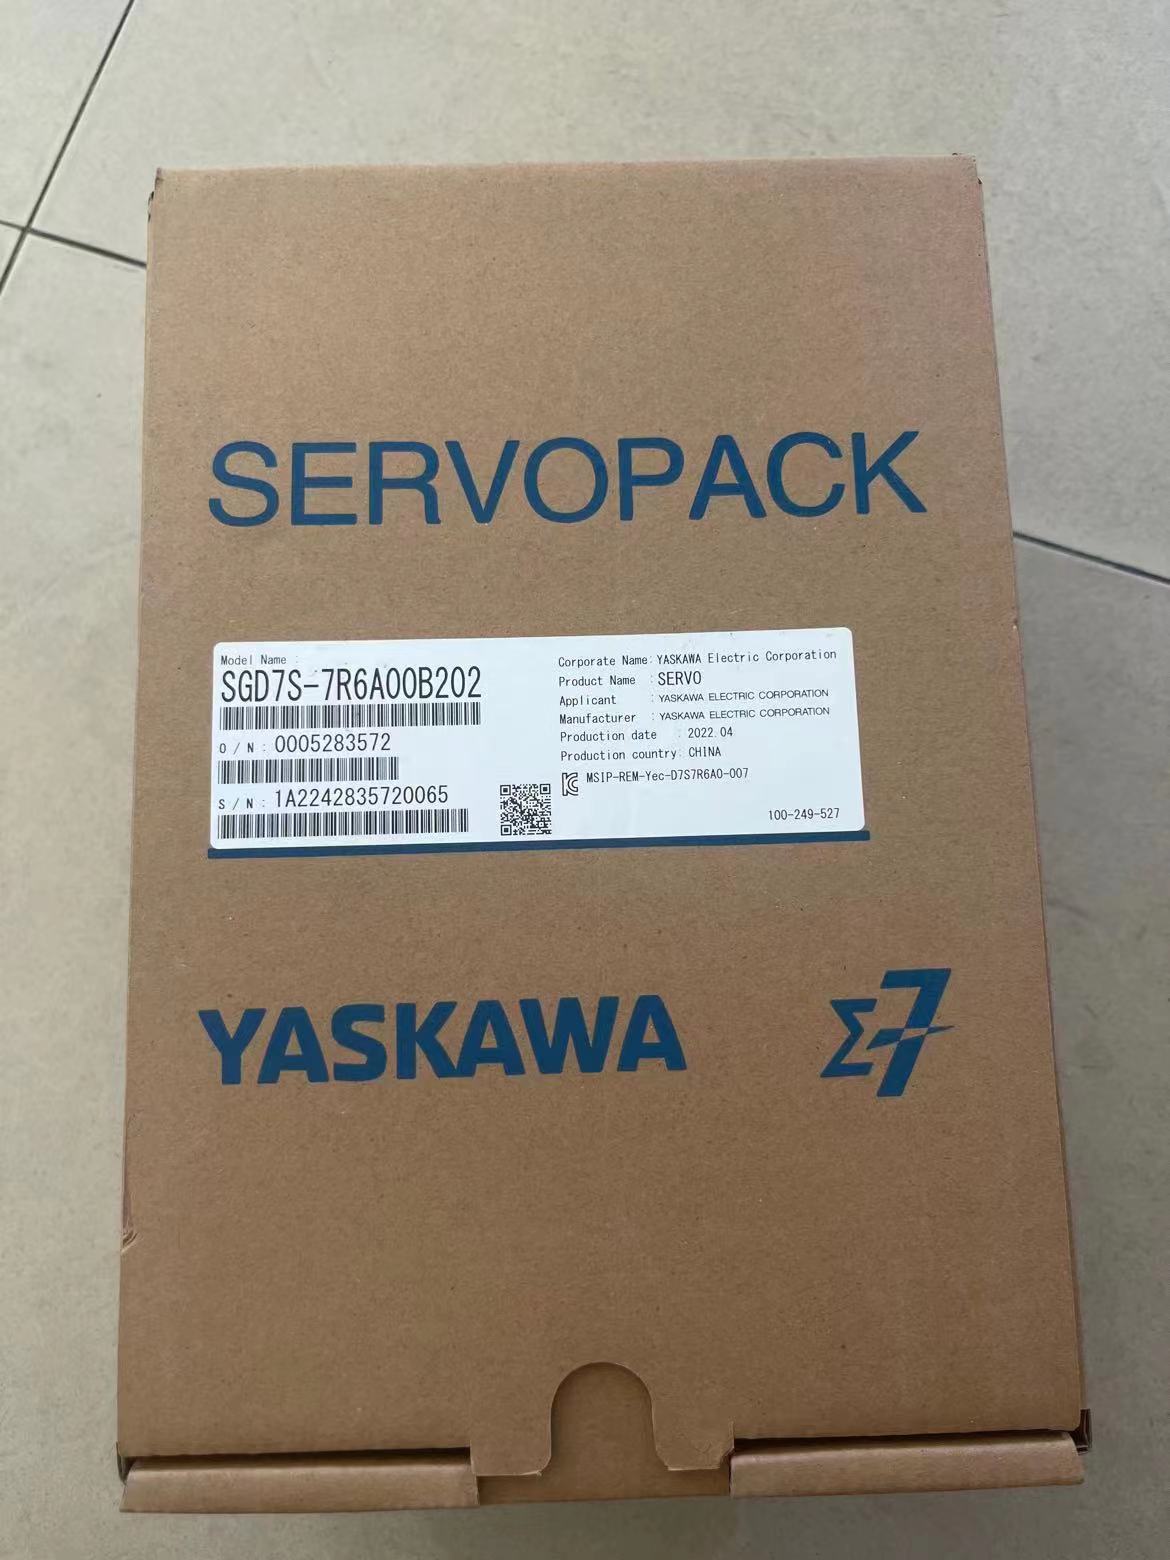 SERVOPACK
Model Name :
SGD7S-7R6A00B202
O / N : 0005283572
S / N : 1A2242835720065
Corporate Name: YASKAWA Electric Corporation
Product Name : SERVO
Applicant : YASKAWA ELECTRIC CORPORATION
Manufacturer : YASKAWA ELECTRIC CORPORATION
Production date : 2022.04
Production country: CHINA
MSIP-REM-Yec-D7S7R6A0-007
100-249-527
YASKAWA
Σ7